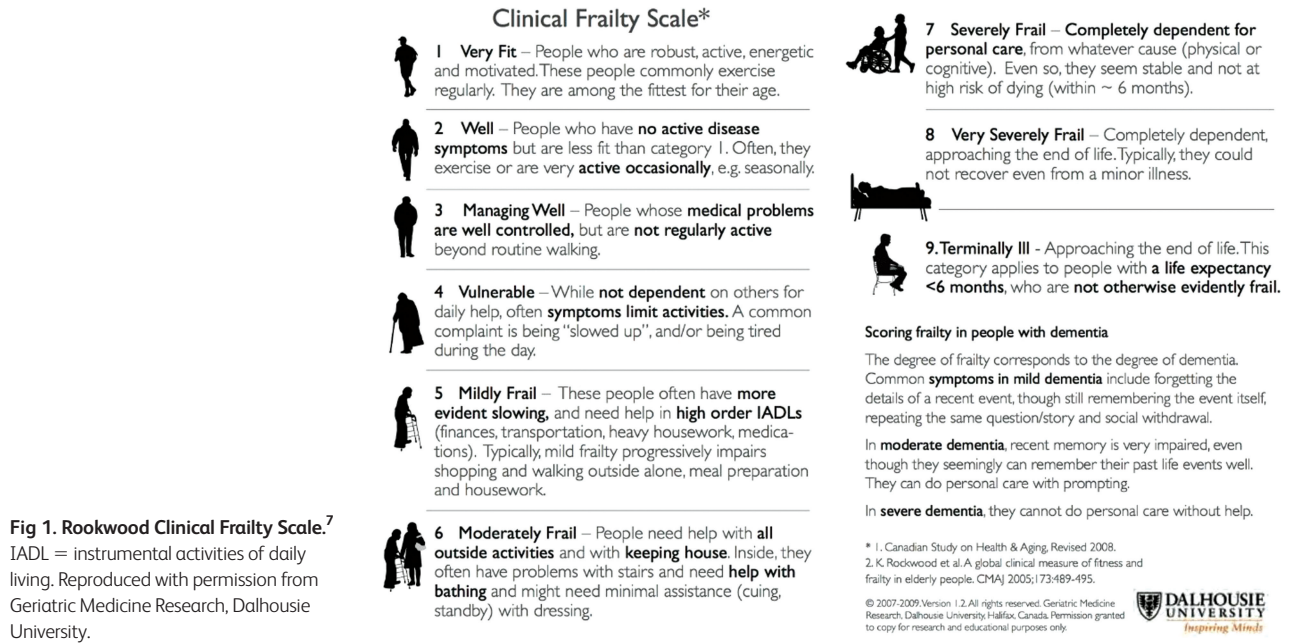 Clinical Frailty Scale*
1 Very Fit – People who are robust, active, energetic
and motivated. These people commonly exercise
regularly. They are among the fittest for their age.
2 Well – People who have no active disease
symptoms but are less fit than category 1. Often, they
exercise or are very active occasionally, e.g. seasonally.
3 Managing Well – People whose medical problems
are well controlled, but are not regularly active
beyond routine walking.
4 Vulnerable – While not dependent on others for
daily help, often symptoms limit activities. A common
complaint is being "slowed up", and/or being tired
during the day.
5 Mildly Frail – These people often have more
evident slowing, and need help in high order IADLs
(finances, transportation, heavy housework, medica-
tions). Typically, mild frailty progressively impairs
shopping and walking outside alone, meal preparation
and housework.
6 Moderately Frail – People need help with all
outside activities and with keeping house. Inside, they
often have problems with stairs and need help with
bathing and might need minimal assistance (cuing,
standby) with dressing.
7 Severely Frail – Completely dependent for
personal care, from whatever cause (physical or
cognitive). Even so, they seem stable and not at
high risk of dying (within ~ 6 months).
8 Very Severely Frail – Completely dependent,
approaching the end of life. Typically, they could
not recover even from a minor illness.
9. Terminally Ill - Approaching the end of life. This
category applies to people with a life expectancy
<6 months, who are not otherwise evidently frail.
Scoring frailty in people with dementia
The degree of frailty corresponds to the degree of dementia.
Common symptoms in mild dementia include forgetting the
details of a recent event, though still remembering the event itself,
repeating the same question/story and social withdrawal.
In moderate dementia, recent memory is very impaired, even
though they seemingly can remember their past life events well.
They can do personal care with prompting.
In severe dementia, they cannot do personal care without help.
* 1. Canadian Study on Health & Aging, Revised 2008.
2. K. Rockwood et al. A global clinical measure of fitness and
frailty in elderly people. CMAJ 2005;173:489-495.
© 2007-2009. Version 1.2. All rights reserved. Geriatric Medicine
Research, Dalhousie University, Halifax, Canada. Permission granted
to copy for research and educational purposes only.
DALHOUSIE
UNIVERSITY
Inspiring Minds
Fig 1. Rookwood Clinical Frailty Scale.7
IADL = instrumental activities of daily
living. Reproduced with permission from
Geriatric Medicine Research, Dalhousie
University.